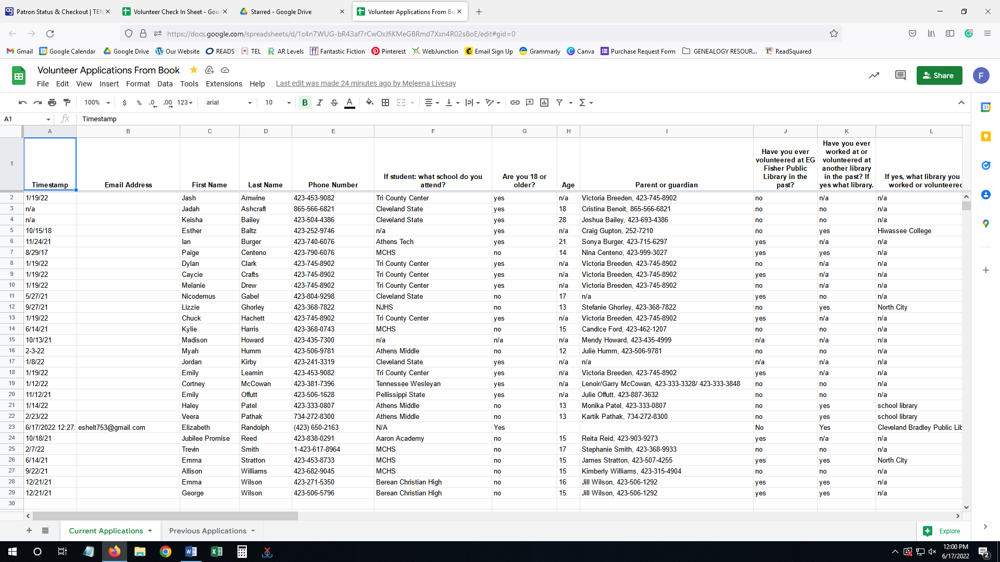 Patron Status & Checkout | TEN
Volunteer Check In Sheet - Goo
Starred - Google Drive
Volunteer Applications From Bo
https://docs.google.com/spreadsheets/d/1c4n7WUG-bR43af7rCwOxJfiKMeGBRmd7Xxn4R02s8oE/edit#gid=0
Gmail Google Calendar Google Drive Our Website READS TEL AR Levels Fantastic Fiction Pinterest WebJunction Email Sign Up Grammarly Canva Purchase Request Form GENEALOGY RESOUR... ReadSquared
Volunteer Applications From Book
File Edit View Insert Format Data Tools Extensions Help Last edit was made 24 minutes ago by Meleena Livesay
Share
F
100% $ % .0 .00 123 arial 10 B I S A
A1 fx Timestamp
A B C D E F G H I J K L
1 Timestamp Email Address First Name Last Name Phone Number If student: what school do you attend? Are you 18 or older? Age Parent or guardian Have you ever volunteered at EG Fisher Public Library in the past? Have you ever worked at or volunteered at another library in the past? If yes what library. If yes, what library you worked or volunteered
2 1/19/22 Jash Arnwine 423-453-9082 Tri County Center yes n/a Victoria Breeden, 423-745-8902 no n/a n/a
3 n/a Jadah Ashcraft 865-566-6821 Cleveland State yes 18 Cristina Benoit, 865-566-6821 no no n/a
4 n/a Keisha Bailey 423-504-4386 Cleveland State yes 28 Joshua Bailey, 423-693-4386 no no n/a
5 10/15/18 Esther Baltz 423-252-9746 n/a yes n/a Craig Gupton, 252-7210 no yes Hiwassee College
6 11/24/21 Ian Burger 423-740-6076 Athens Tech yes 21 Sonya Burger, 423-715-6297 yes n/a n/a
7 8/29/17 Paige Centeno 423-790-6076 MCHS no 14 Nina Centeno, 423-999-3027 yes yes n/a
8 1/19/22 Dylan Clark 423-745-8902 Tri County Center yes n/a Victoria Breeden, 423-745-8902 no n/a n/a
9 1/19/22 Caycie Crafts 423-745-8902 Tri County Center yes n/a Victoria Breeden, 423-745-8902 yes n/a n/a
10 1/19/22 Melanie Drew 423-745-8902 Tri County Center yes n/a Victoria Breeden, 423-745-8902 no n/a n/a
11 5/27/21 Nicodemus Gabel 423-804-9298 Cleveland State no 17 n/a yes no n/a
12 9/27/21 Lizzie Ghorley 423-368-7822 NJHS no 13 Stefanie Ghorley, 423-368-7822 no yes North City
13 1/19/22 Chuck Hachett 423-745-8902 Tri County Center yes n/a Victoria Breeden, 423-745-8902 yes n/a n/a
14 6/14/21 Kylie Harris 423-368-0743 MCHS no 15 Candice Ford, 423-462-1207 no no n/a
15 10/13/21 Madison Howard 423-435-7300 n/a n/a n/a Mendy Howard, 423-435-4999 n/a n/a n/a
16 2-3-22 Myah Humm 423-506-9781 Athens Middle no 12 Julie Humm, 423-506-9781 no no n/a
17 1/8/22 Jordan Kirby 423-241-3319 Cleveland State yes n/a n/a n/a n/a n/a
18 1/19/22 Emily Leamin 423-453-9082 Tri County Center yes n/a Victoria Breeden, 423-745-8902 yes n/a n/a
19 1/12/22 Cortney McCowan 423-381-7396 Tennessee Wesleyan yes n/a Lenoir/Garry McCowan, 423-333-3328/ 423-333-3848 no no n/a
20 11/12/21 Emily Offutt 423-506-1628 Pellissippi State yes n/a Julie Offutt, 423-887-3632 no no n/a
21 1/14/22 Haley Patel 423-333-0807 Athens Middle no 13 Monika Patel, 423-333-0807 no yes school library
22 2/23/22 Veera Pathak 734-272-8300 Athens Middle no 13 Kartik Pathak, 734-272-8300 no yes school library
23 6/17/2022 12:27: eshelt753@gmail.com Elizabeth Randolph (423) 650-2163 N/A Yes No Yes Cleveland Bradley Public Lib
24 10/18/21 Jubilee Promise Reed 423-838-0291 Aaron Academy no 15 Reita Reid, 423-903-9273 yes n/a n/a
25 2/7/22 Trevin Smith 1-423-617-8964 MCHS no 17 Stephanie Smith, 423-368-9933 no no n/a
26 6/14/21 Emma Stratton 423-453-8733 MCHS no 15 James Stratton, 423-507-4255 yes yes North City
27 9/22/21 Allison Williams 423-682-9045 MCHS no 15 Kimberly Williams, 423-315-4904 no no n/a
28 12/21/21 Emma Wilson 423-271-5350 Berean Christian High no 16 Jill Wilson, 423-506-1292 yes yes n/a
29 12/21/21 George Wilson 423-506-5796 Berean Christian High no 15 Jill Wilson, 423-506-1292 yes yes n/a
30
Current Applications Previous Applications Explore
12:00 PM
6/17/2022
2